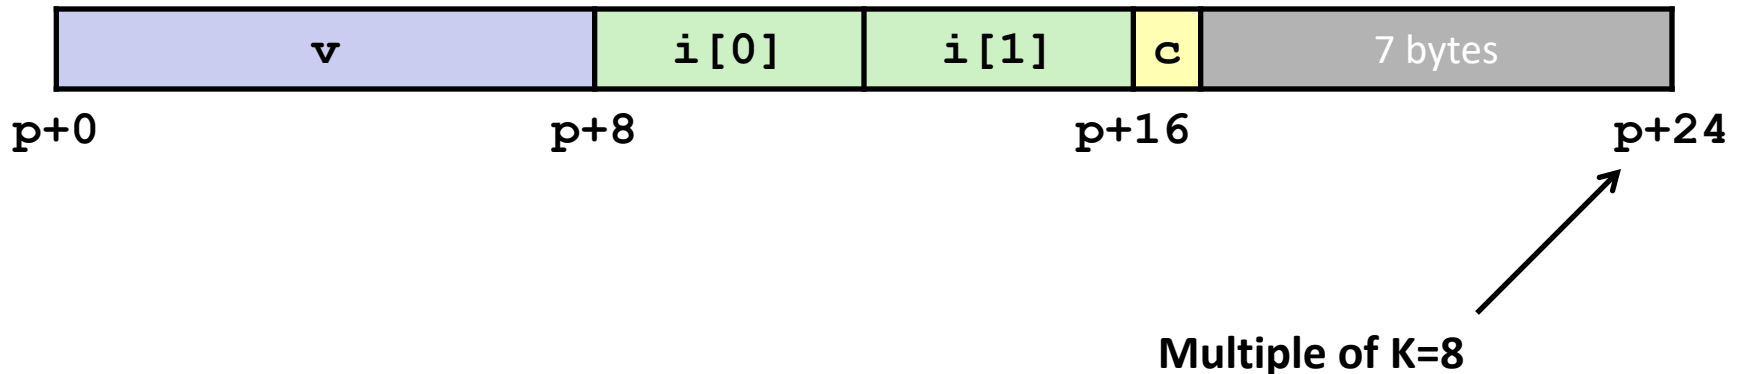 v i[0] i[1] c 7 bytes
p+0 p+8 p+16 p+24
Multiple of K=8